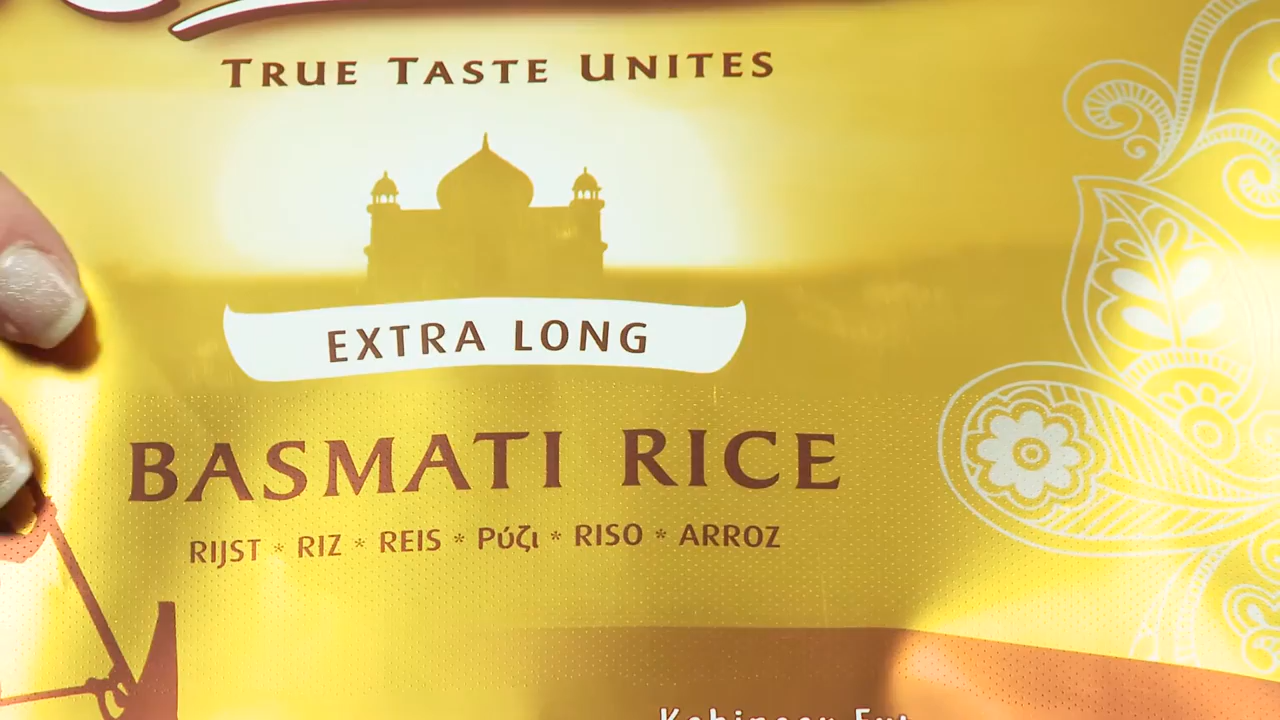 TRUE TASTE UNITES
EXTRA LONG
BASMATI RICE
RIJST * RIZ * REIS * Ρύζι * RISO * ARROZ